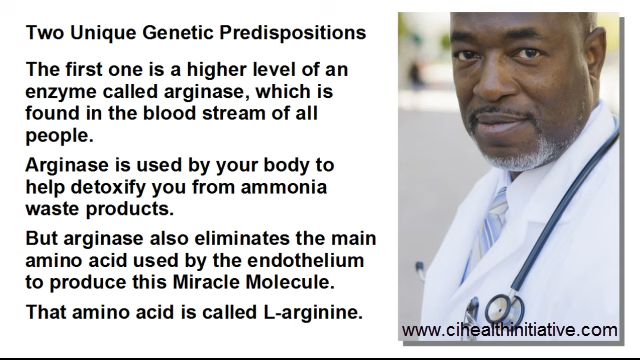 Two Unique Genetic Predispositions
The first one is a higher level of an
enzyme called arginase, which is
found in the blood stream of all
people.
Arginase is used by your body to
help detoxify you from ammonia
waste products.
But arginase also eliminates the main
amino acid used by the endothelium
to produce this Miracle Molecule.
That amino acid is called L-arginine.
www.cihealthinitiative.com